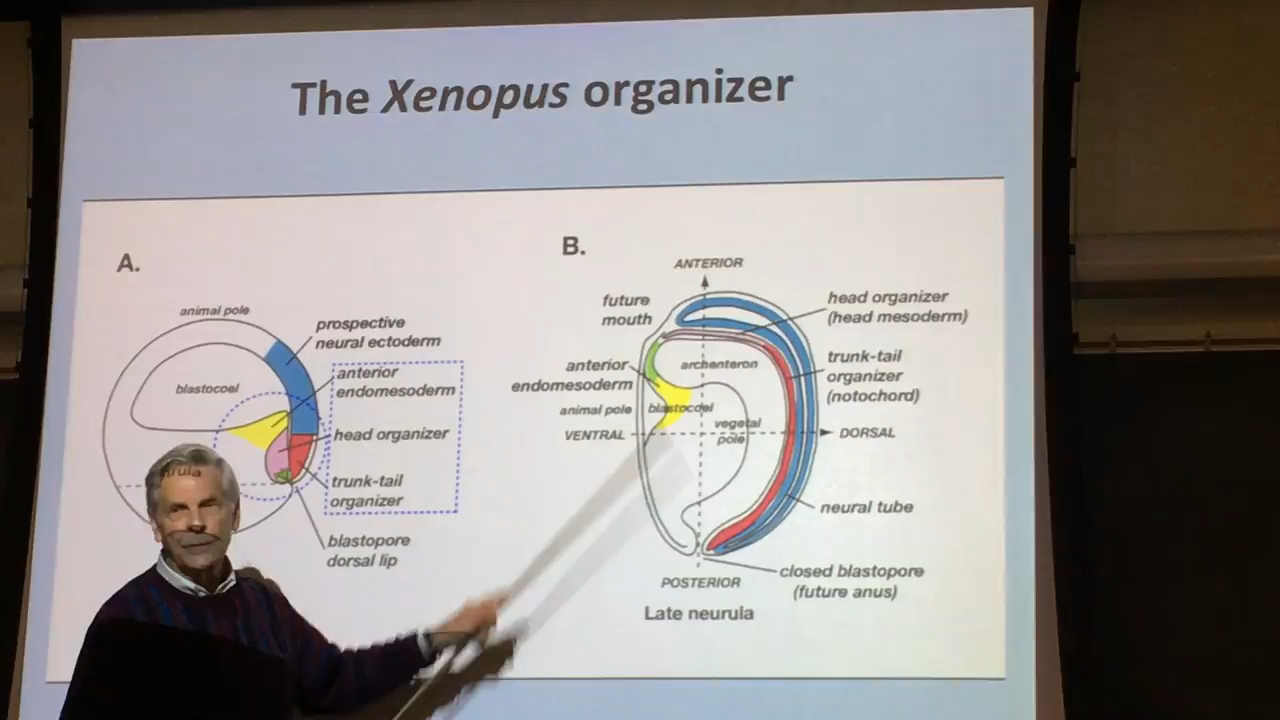 The Xenopus organizer
A.
animal pole
blastocoel
prospective
neural ectoderm
anterior
endomesoderm
head organizer
trunk-tail
organizer
blastopore
dorsal lip
B.
ANTERIOR
future
mouth
head organizer
(head mesoderm)
anterior
endomesoderm
archenteron
trunk-tail
organizer
(notochord)
animal pole
blastocoel
vegetal
pole
VENTRAL
DORSAL
neural tube
POSTERIOR
closed blastopore
(future anus)
Late neurula